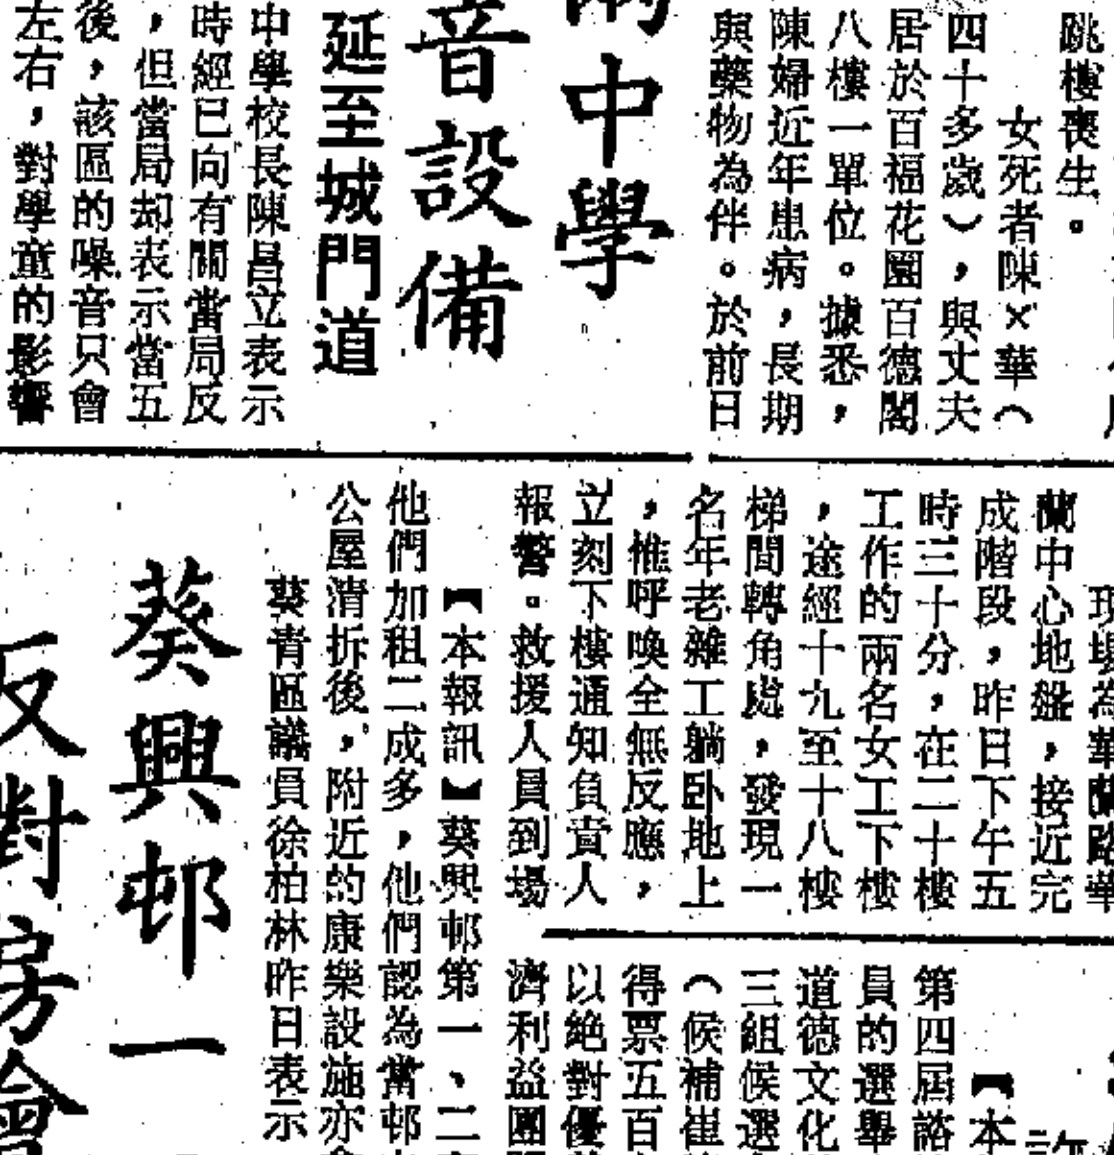 跳樓喪生。
女死者陳×華（
四十多歲），與丈夫
居於百福花園百德閣
八樓一單位。據悉，
陳婦近年患病，長期
與藥物為伴。於前日
中學
音設備
延至城門道
中學校長陳昌立表示
時經已向有關當局反
，但當局却表示當五
後，該區的噪音只會
左右，對學童的影響
現場為華蘭路華
蘭中心地盤，接近完
成階段，昨日下午五
時三十分，在二十樓
工作的兩名女工下樓
，途經十九至十八樓
梯間轉角處，發現一
名年老雜工躺卧地上
，惟呼喚全無反應，
立刻下樓通知負責人
報警。救援人員到場
【本報訊】葵興邨第一、二
他們加租二成多，他們認為當邨
公屋清拆後，附近的康樂設施亦
葵青區議員徐柏林昨日表示
葵興邨一
反對房
【本
第四屆諮
員的選舉
道德文化
三組候選
（候補崔
得票五百
以絶對優
濟利益團